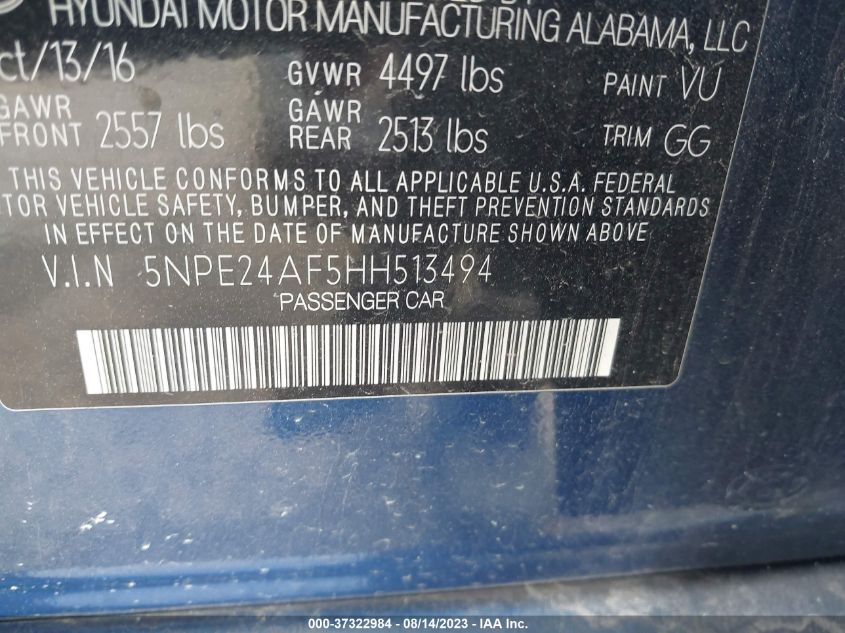 HYUNDAI MOTOR MANUFACTURING ALABAMA, LLC
ct/13/16 GVWR 4497 lbs PAINT VU
GAWR FRONT 2557 lbs GAWR REAR 2513 lbs TRIM GG
THIS VEHICLE CONFORMS TO ALL APPLICABLE U.S.A. FEDERAL
TOR VEHICLE SAFETY, BUMPER, AND THEFT PREVENTION STANDARDS
IN EFFECT ON THE DATE OF MANUFACTURE SHOWN ABOVE
V.I.N 5NPE24AF5HH513494
PASSENGER CAR
000-37322984 - 08/14/2023 - IAA Inc.